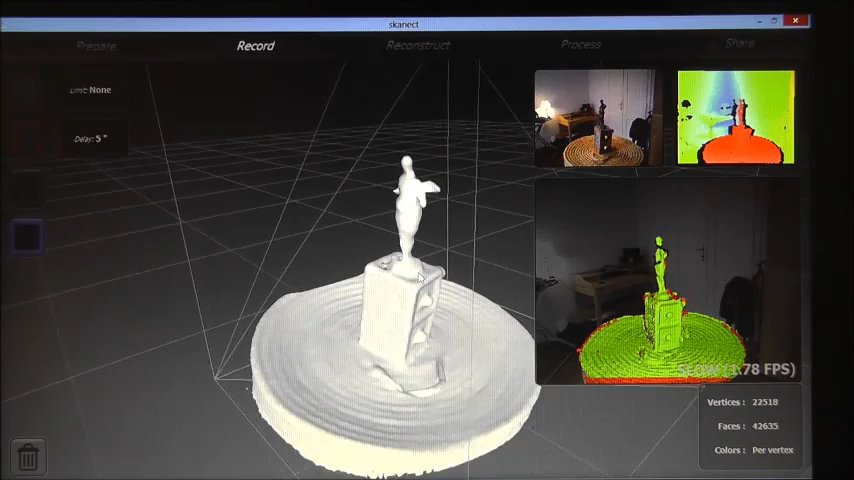 skanect
Prepare Record Reconstruct Process Share
Limit: None
Delay: 5 "
SLOW (1.78 FPS)
Vertices : 22518
Faces : 42635
Colors : Per vertex